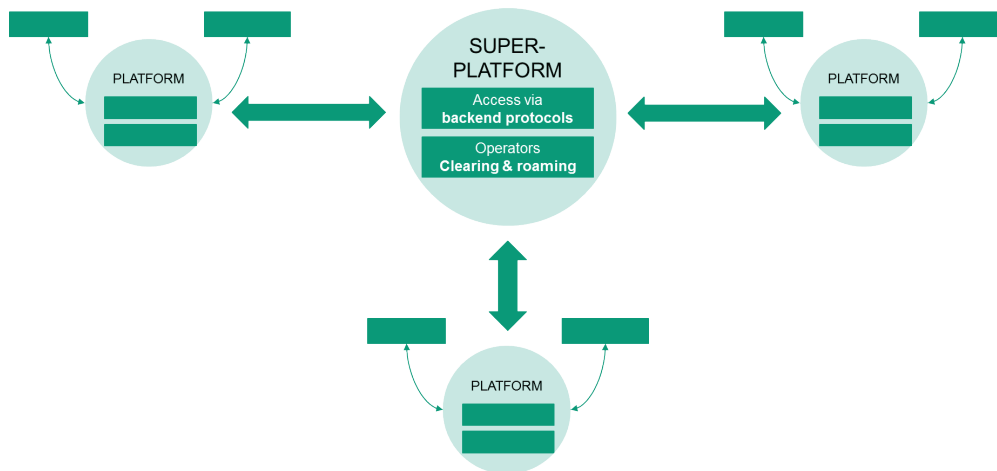 SUPER-
PLATFORM
PLATFORM
PLATFORM
Access via
backend protocols
Operators
Clearing & roaming
PLATFORM